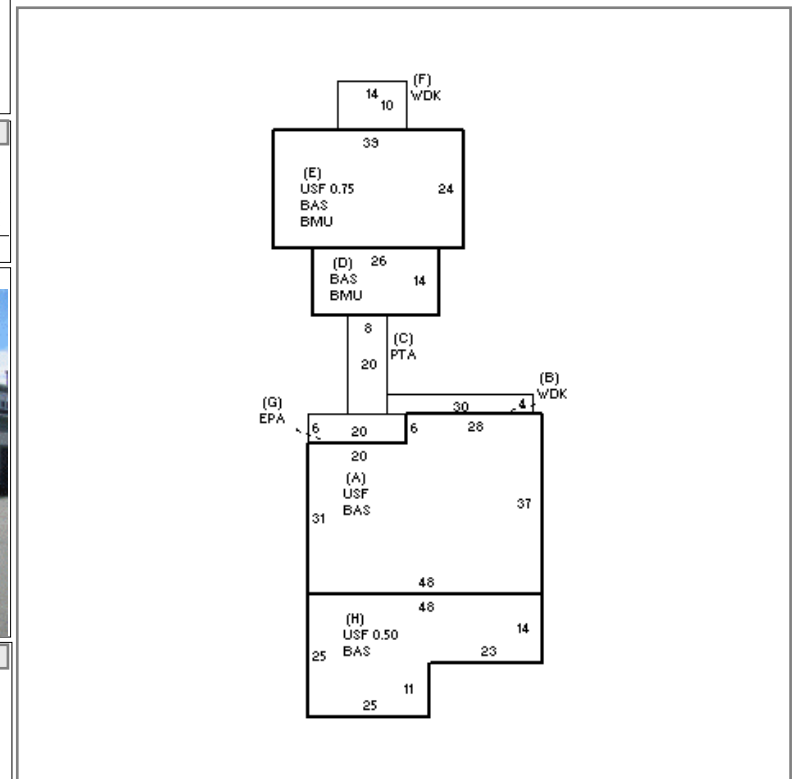 (F)
14 WDK
10
39
(E)
USF 0.75 24
BAS
BMU
(D) 26
BAS 14
BMU
8
(C)
PTA
20
(B)
WDK
30 4
(G)
EPA
6 20 6 28
20
(A)
USF
BAS
37
31
48
48
(H)
USF 0.50 14
BAS
25 23
11
25